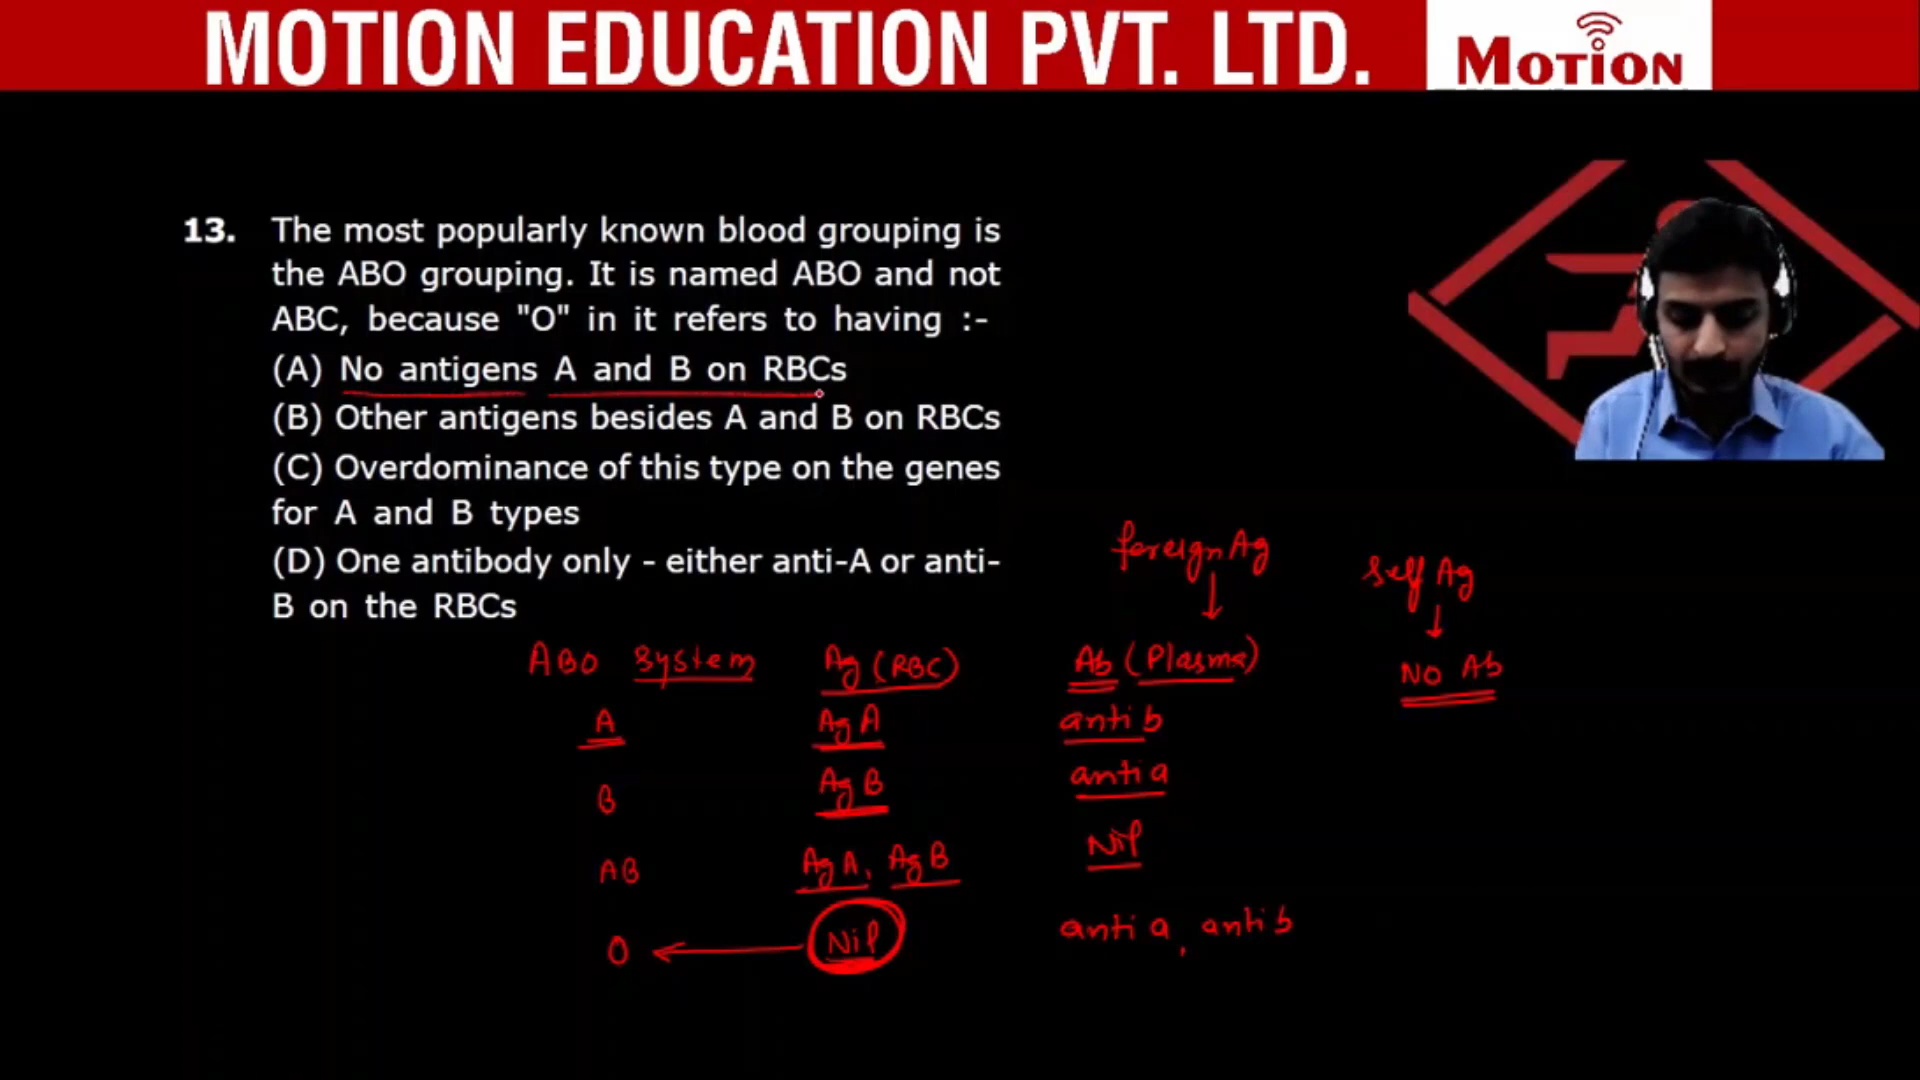 MOTION EDUCATION PVT. LTD.
MOTION
13. The most popularly known blood grouping is
the ABO grouping. It is named ABO and not
ABC, because "O" in it refers to having :-
(A) No antigens A and B on RBCs
(B) Other antigens besides A and B on RBCs
(C) Overdominance of this type on the genes
for A and B types
(D) One antibody only - either anti-A or anti-
B on the RBCs
foreign Ag
Self Ag
ABO System Ag (RBC) Ab (Plasma) NO Ab
A Ag A anti b
B Ag B anti a
AB Ag A, Ag B Nil
O Nil anti a, anti b